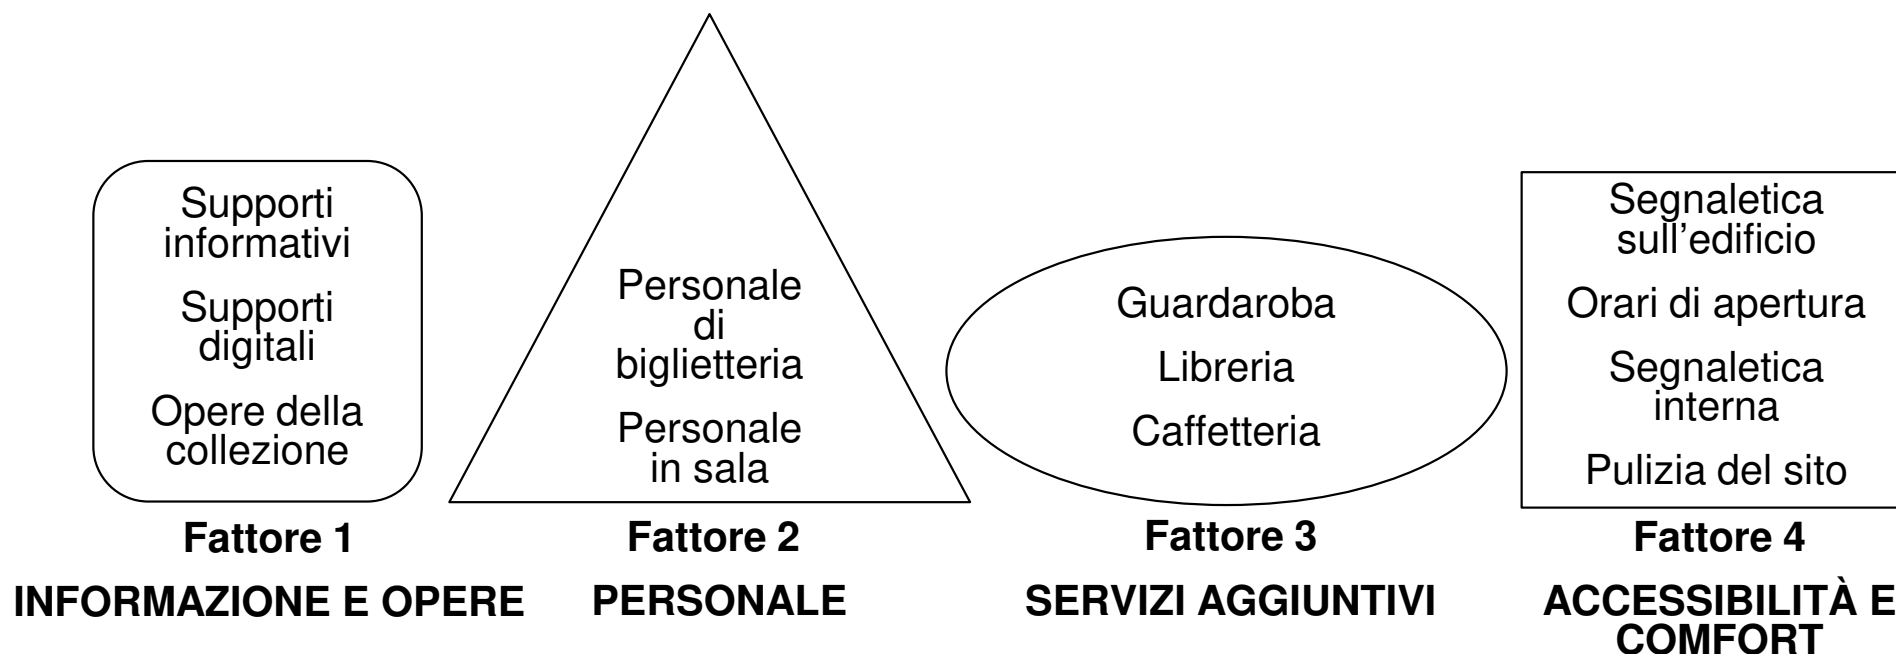 Supporti
informativi
Supporti
digitali
Opere della
collezione
Fattore 1
INFORMAZIONE E OPERE
Personale
di
biglietteria
Personale
in sala
Fattore 2
PERSONALE
Guardaroba
Libreria
Caffetteria
Fattore 3
SERVIZI AGGIUNTIVI
Segnaletica
sull'edificio
Orari di apertura
Segnaletica
interna
Pulizia del sito
Fattore 4
ACCESSIBILITÀ E
COMFORT